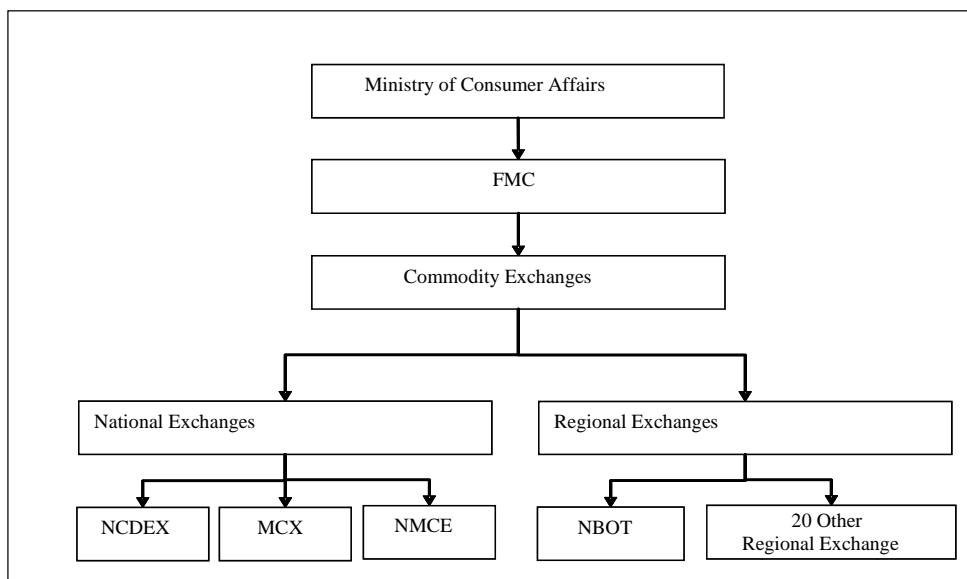 Ministry of Consumer Affairs
FMC
Commodity Exchanges
National Exchanges
Regional Exchanges
NCDEX
MCX
NMCE
NBOT
20 Other
Regional Exchange